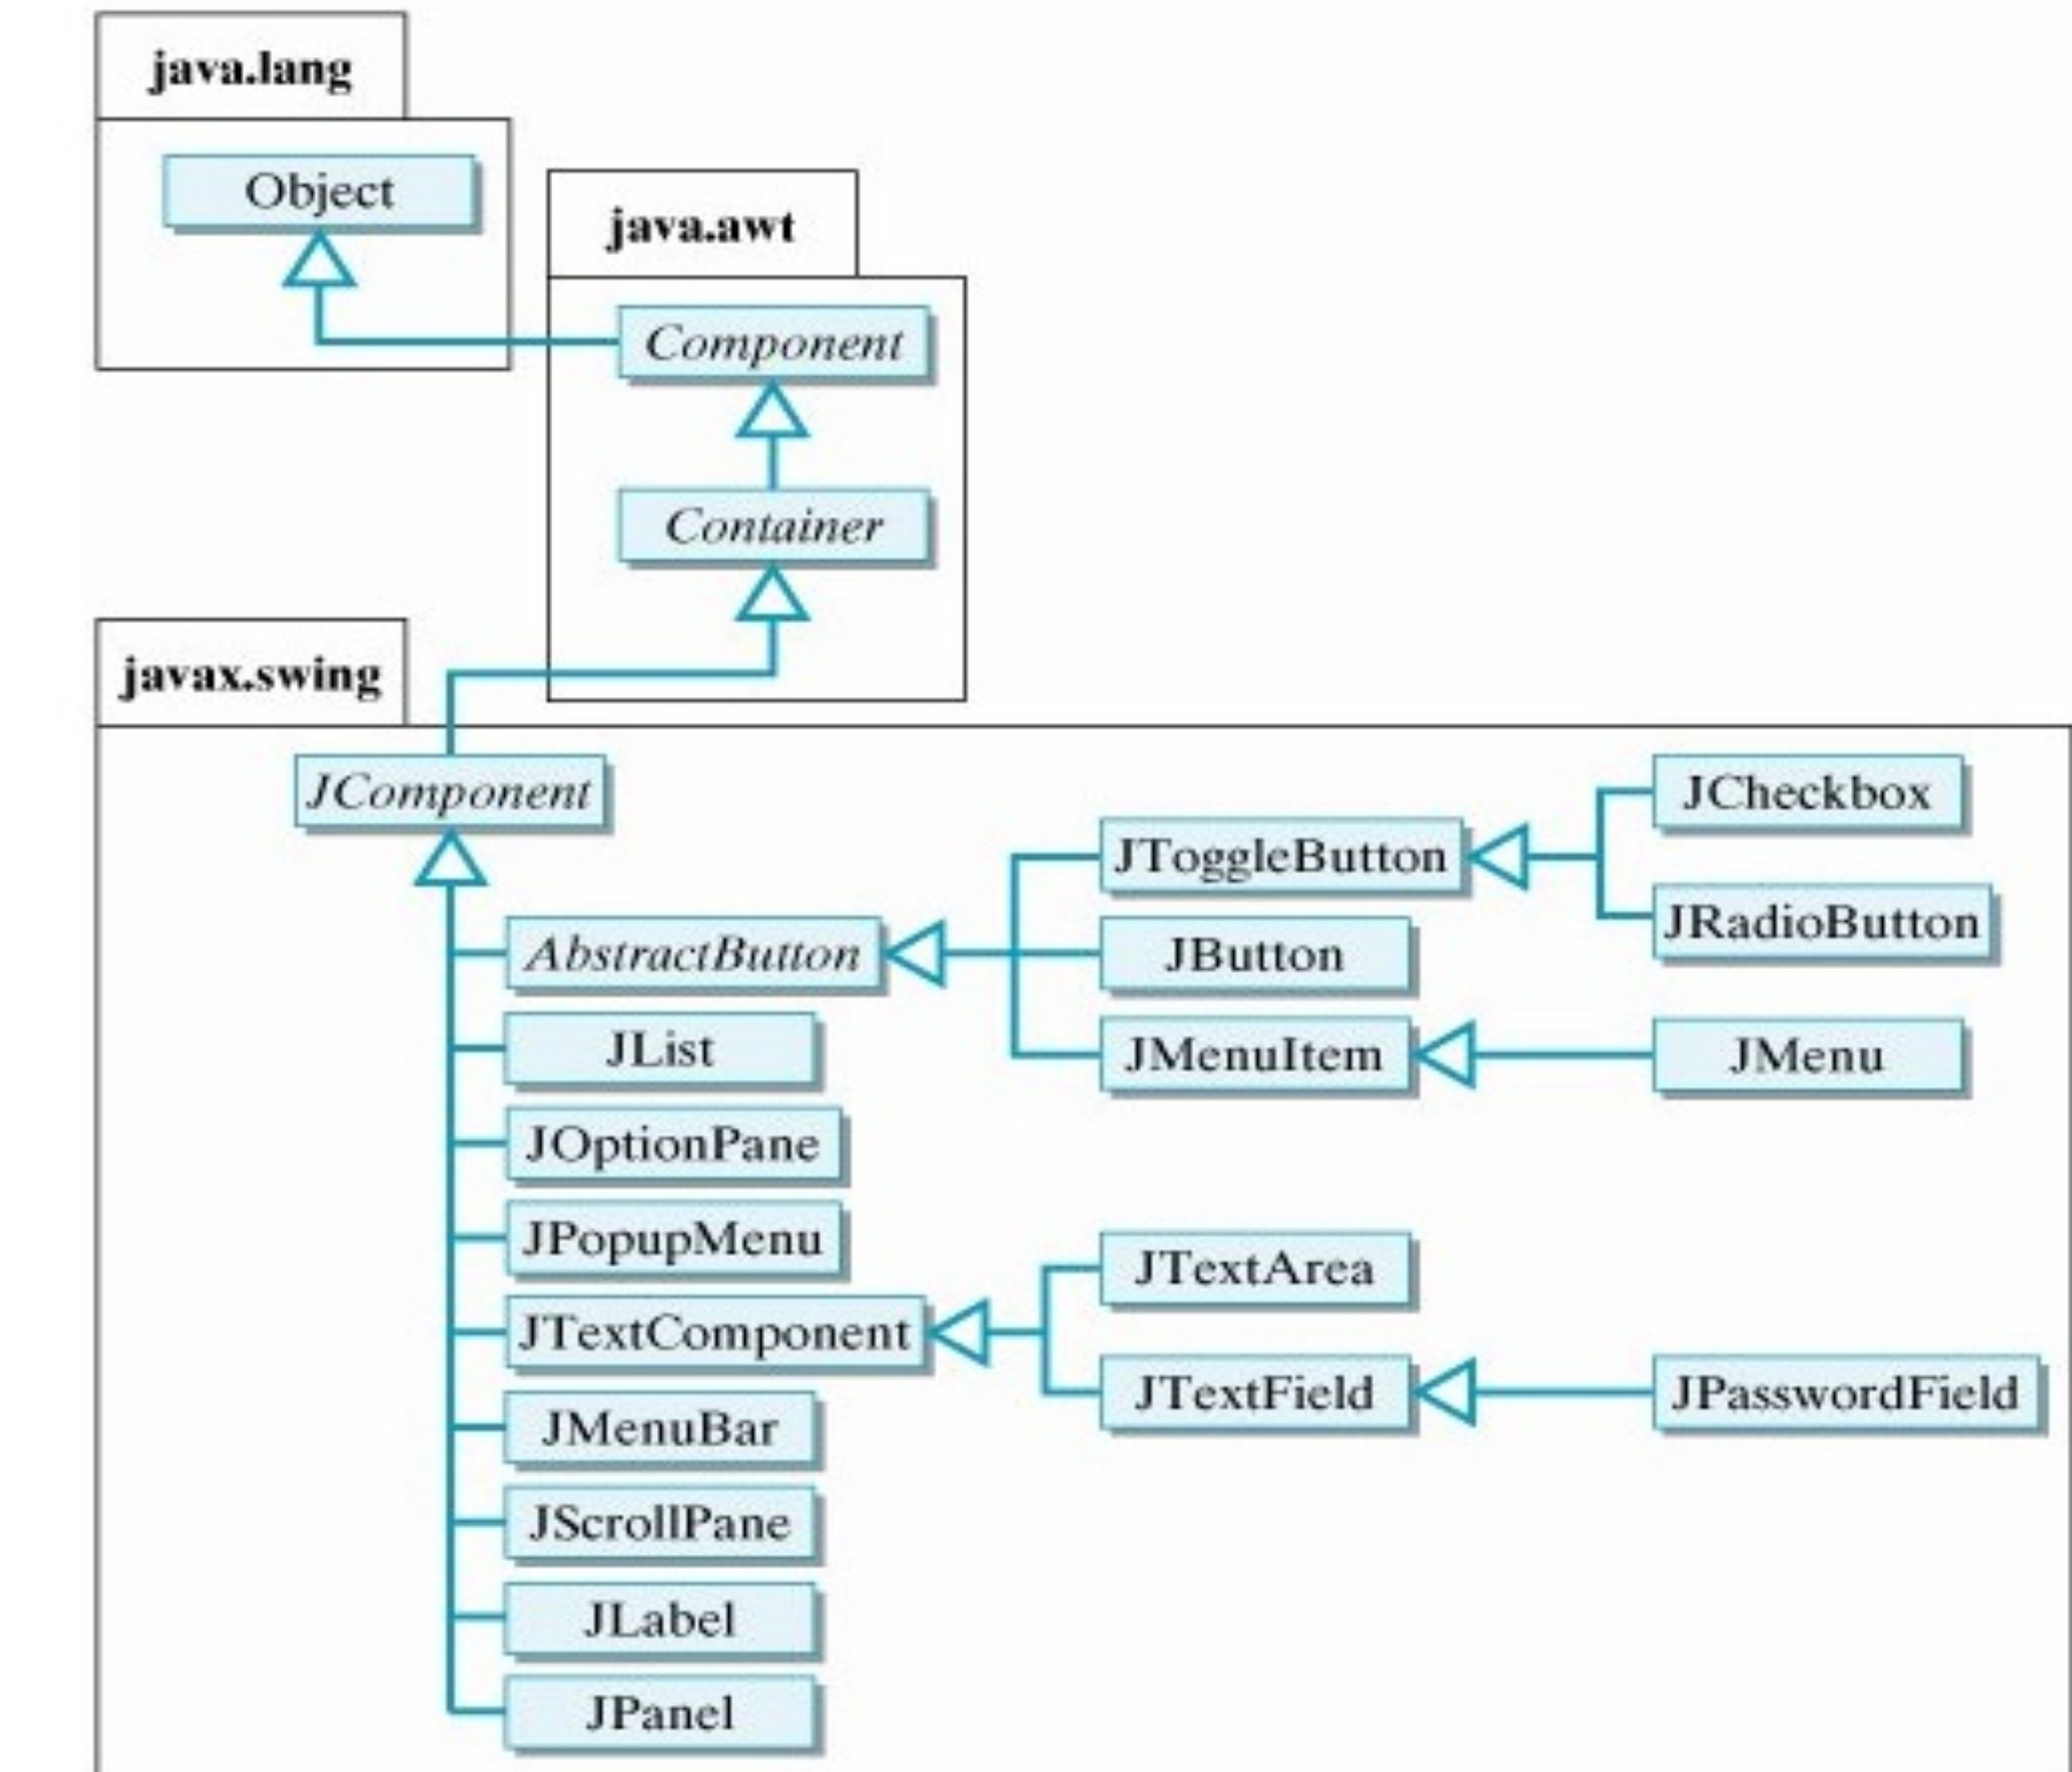 java.lang
Object
java.awt
Component
Container
javax.swing
JComponent
JCheckbox
JToggleButton
JRadioButton
AbstractButton
JButton
JList
JMenuItem
JMenu
JOptionPane
JPopupMenu
JTextArea
JTextComponent
JTextField
JPasswordField
JMenuBar
JScrollPane
JLabel
JPanel